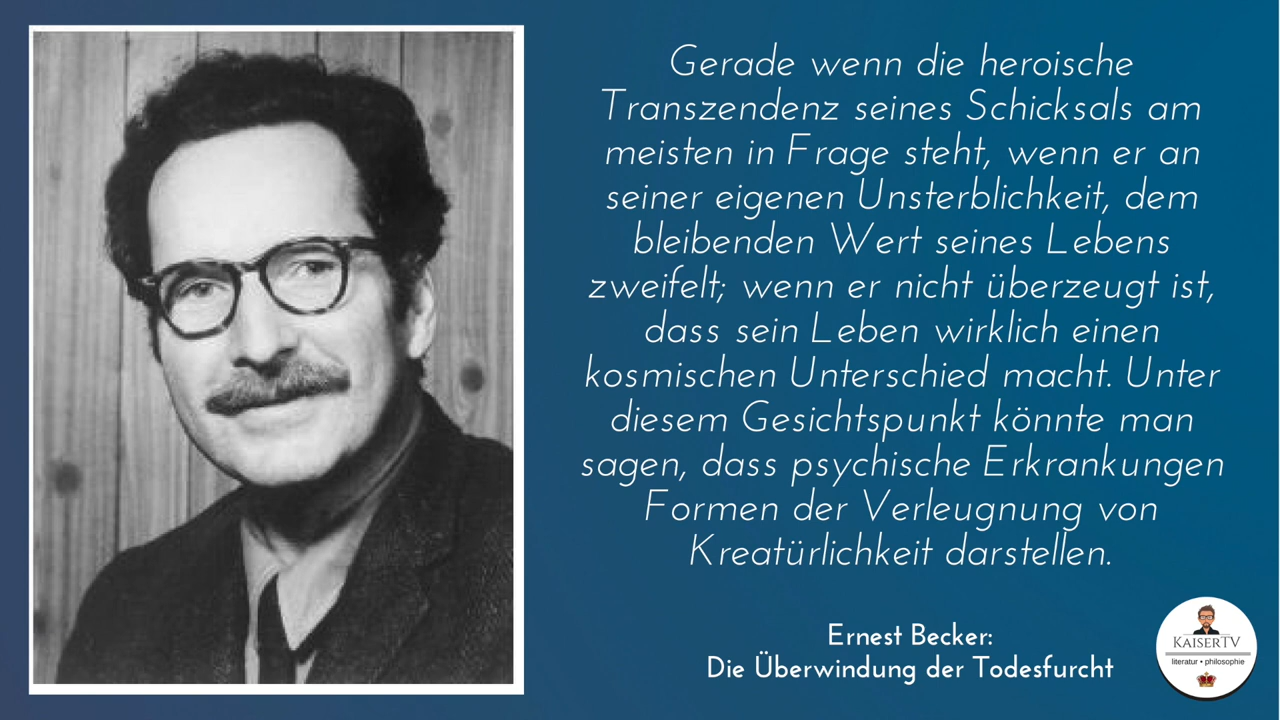 Gerade wenn die heroische
Transzendenz seines Schicksals am
meisten in Frage steht, wenn er an
seiner eigenen Unsterblichkeit, dem
bleibenden Wert seines Lebens
zweifelt; wenn er nicht überzeugt ist,
dass sein Leben wirklich einen
kosmischen Unterschied macht. Unter
diesem Gesichtspunkt könnte man
sagen, dass psychische Erkrankungen
Formen der Verleugnung von
Kreatürlichkeit darstellen.
Ernest Becker:
Die Überwindung der Todesfurcht
KAISERTV
literatur • philosophie